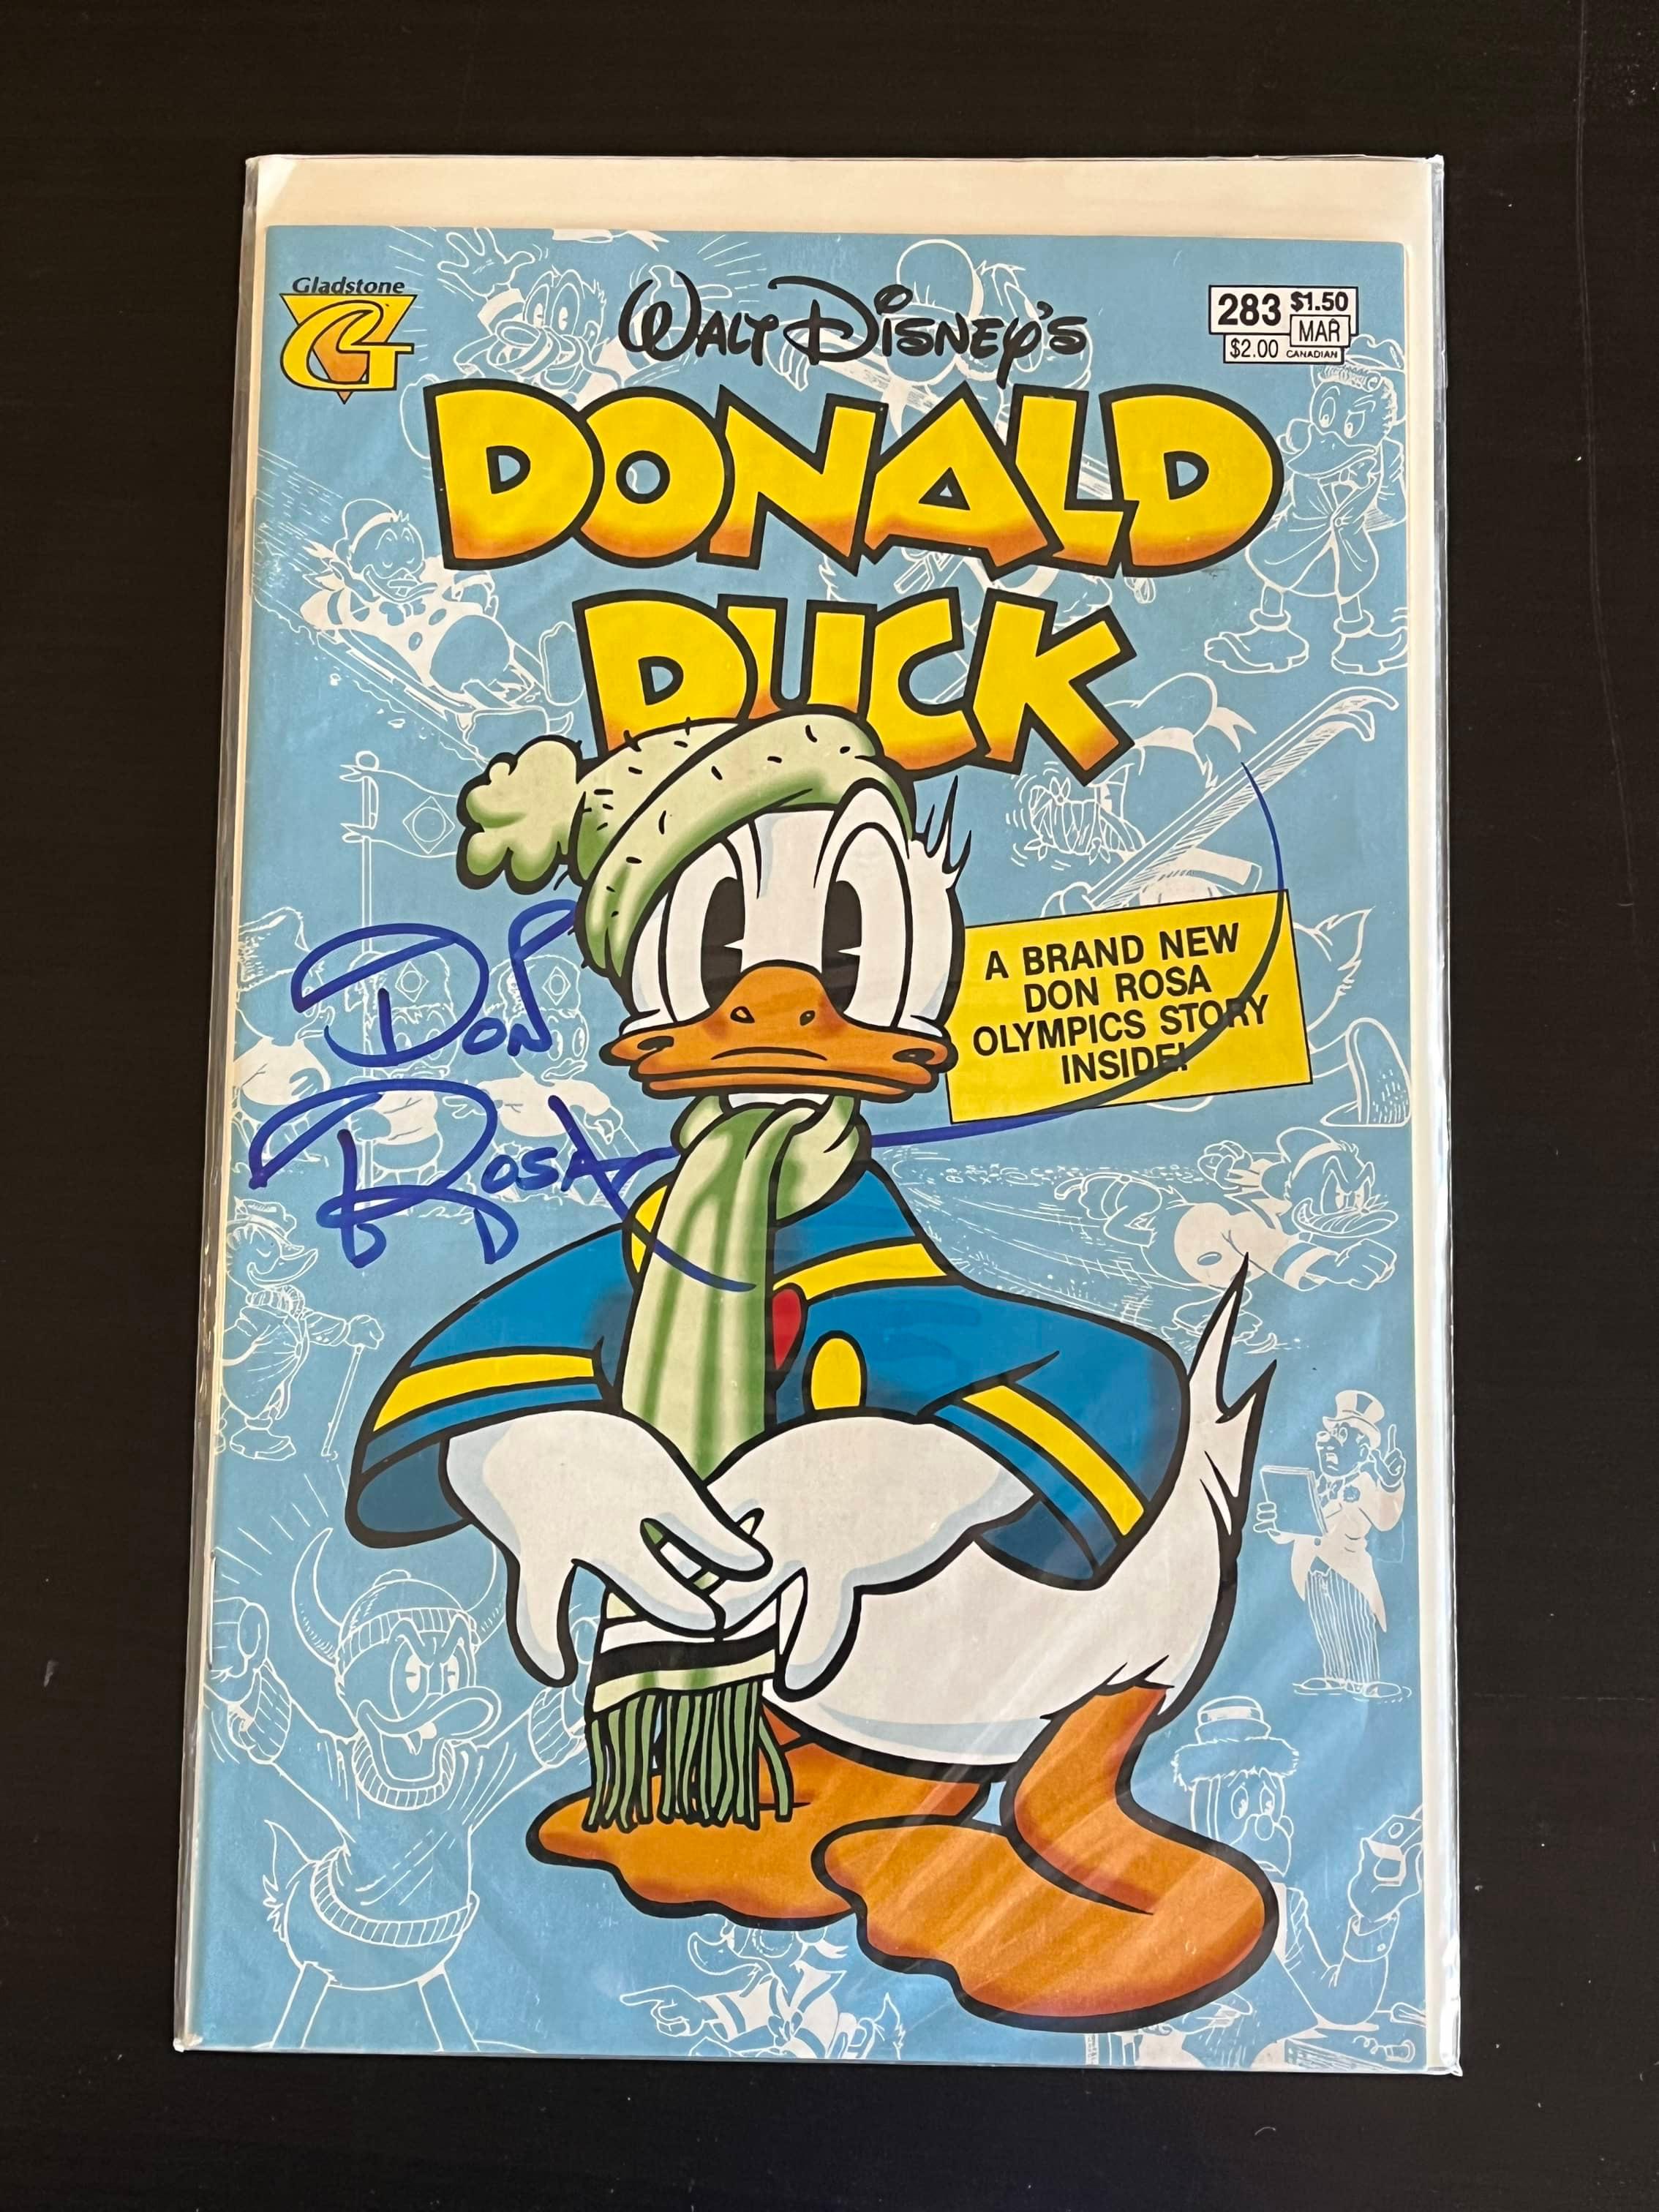 Gladstone
G
WALT DISNEY'S
283 $1.50
MAR
$2.00 CANADIAN
DONALD
DUCK
DON
ROSA
A BRAND NEW
DON ROSA
OLYMPICS STORY
INSIDE!